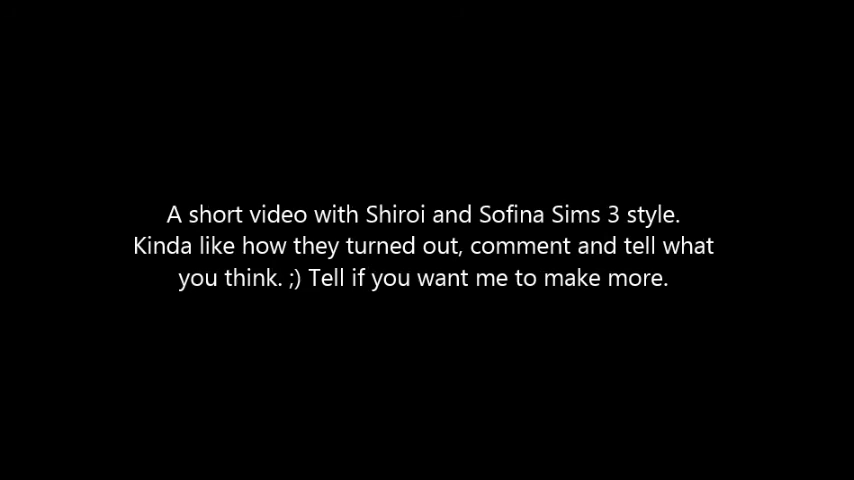 A short video with Shiroi and Sofina Sims 3 style.
Kinda like how they turned out, comment and tell what
you think. ;) Tell if you want me to make more.